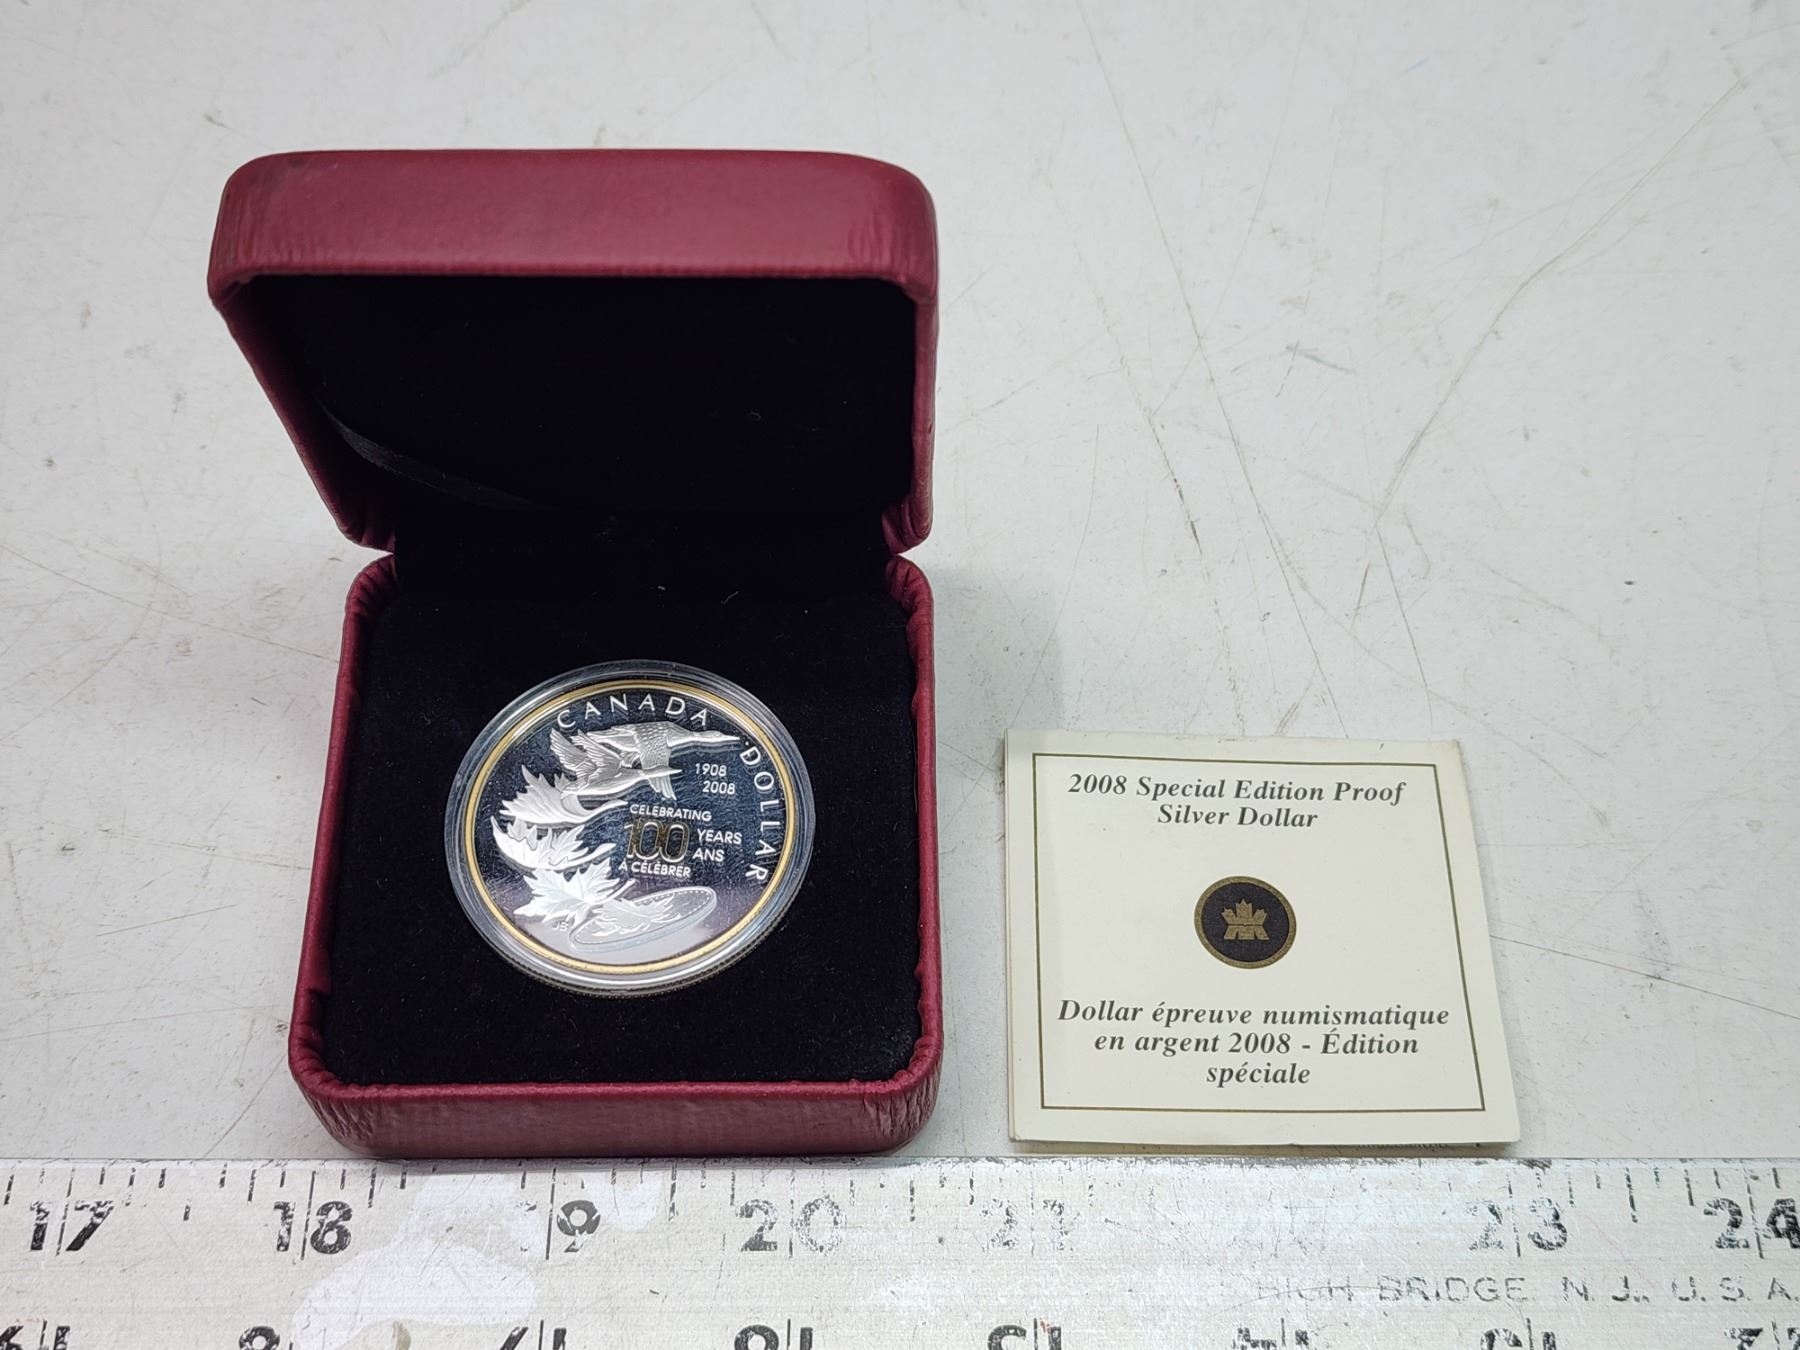 CANADA
DOLLAR
1908
2008
CELEBRATING
100 YEARS
ANS
À CÉLÉBRER
JB
2008 Special Edition Proof
Silver Dollar
Dollar épreuve numismatique
en argent 2008 - Édition
spéciale
17 18 19 20 21 23 24
HIGH BRIDGE, N. J., U. S. A.